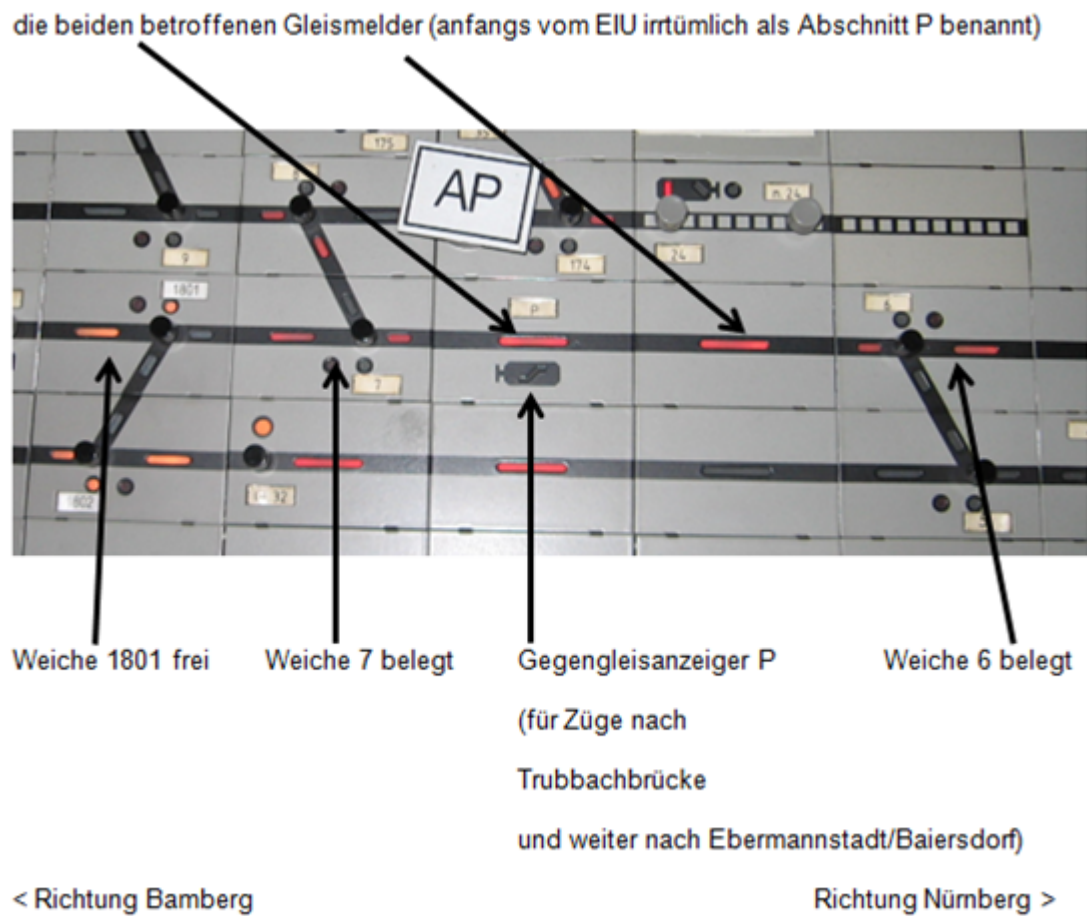 die beiden betroffenen Gleismelder (anfangs vom EIU irrtümlich als Abschnitt P benannt)
175
AP
n 24
9
174
24
1801
P
6
7
1802
5
Weiche 1801 frei
Weiche 7 belegt
Gegengleisanzeiger P
Weiche 6 belegt
(für Züge nach
Trubbachbrücke
und weiter nach Ebermannstadt/Baiersdorf)
< Richtung Bamberg
Richtung Nürnberg >